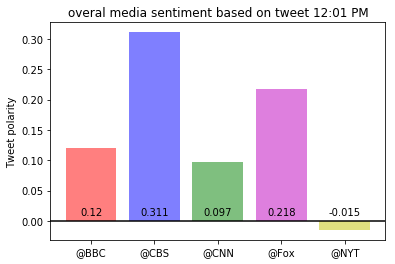 overal media sentiment based on tweet 12:01 PM
Tweet polarity
0.30
0.25
0.20
0.15
0.10
0.05
0.00
0.12 0.311 0.097 0.218 -0.015
@BBC @CBS @CNN @Fox @NYT